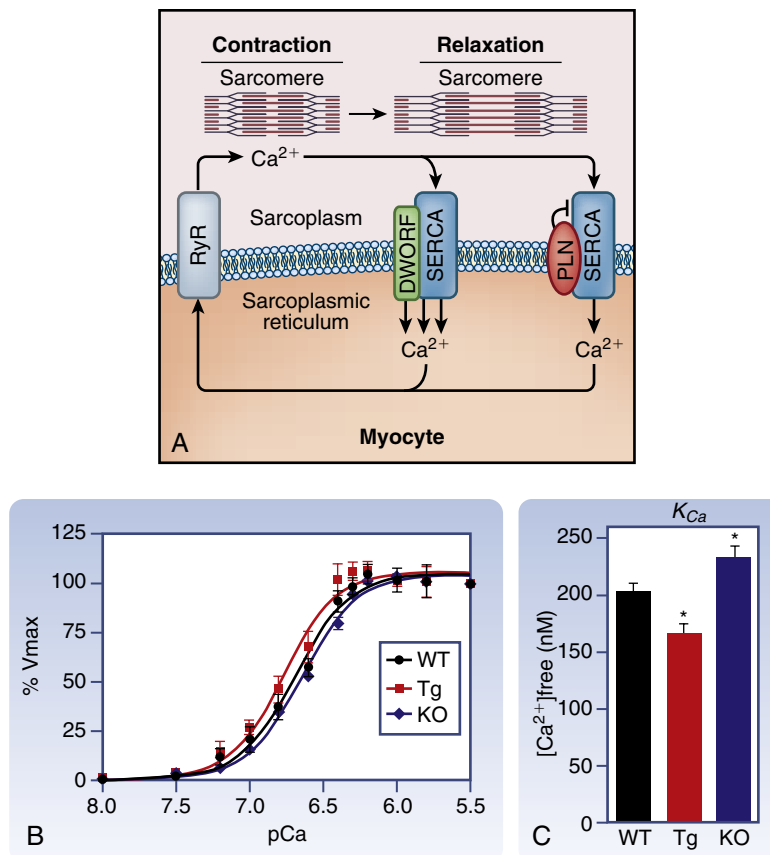 Contraction Relaxation
Sarcomere Sarcomere
Ca2+
Sarcoplasm
RyR
DWORF
SERCA
PLN
SERCA
Sarcoplasmic
reticulum
Ca2+ Ca2+
Myocyte
A
125
100
75
50
25
0
% Vmax
WT
Tg
KO
8.0 7.5 7.0 6.5 6.0 5.5
pCa
B
KCa
250
200
150
100
50
0
[Ca2+]free (nM)
*
*
WT Tg KO
C